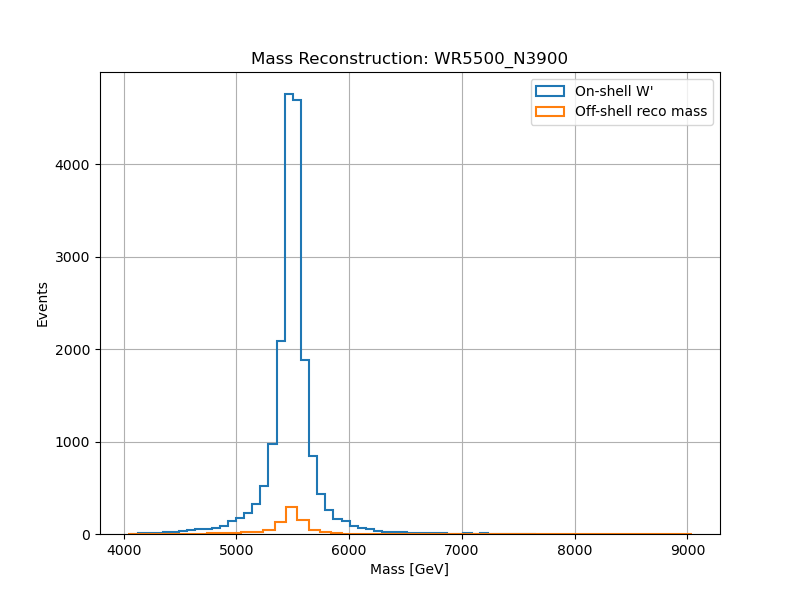 Mass Reconstruction: WR5500_N3900
On-shell W'
Off-shell reco mass
4000
3000
2000
1000
0
Events
4000 5000 6000 7000 8000 9000
Mass [GeV]